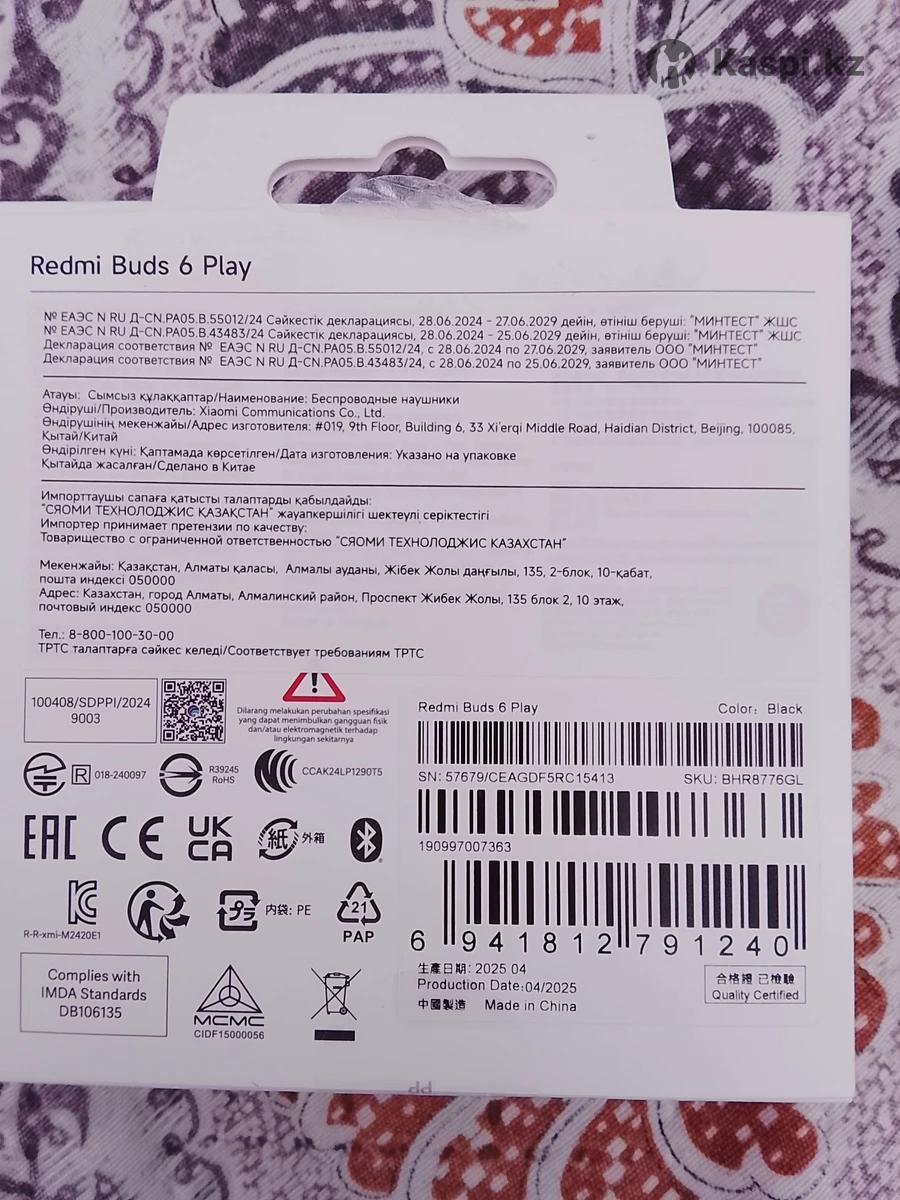 Kaspi.kz
Redmi Buds 6 Play
№ ЕАЭС N RU Д-CN.РА05.В.55012/24 Сәйкестік декларациясы, 28.06.2024 - 27.06.2029 дейін, өтініш беруші: "МИНТЕСТ" ЖШС
№ ЕАЭС N RU Д-CN.РА05.В.43483/24 Сәйкестік декларациясы, 28.06.2024 - 25.06.2029 дейін, өтініш беруші: "МИНТЕСТ" ЖШС
Декларация соответствия № ЕАЭС N RU Д-CN.РА05.В.55012/24, с 28.06.2024 по 27.06.2029, заявитель ООО "МИНТЕСТ"
Декларация соответствия № ЕАЭС N RU Д-CN.РА05.В.43483/24, с 28.06.2024 по 25.06.2029, заявитель ООО "МИНТЕСТ"
Атауы: Сымсыз құлаққаптар/Наименование: Беспроводные наушники
Өндіруші/Производитель: Xiaomi Communications Co., Ltd.
Өндірушінің мекенжайы/Адрес изготовителя: #019, 9th Floor, Building 6, 33 Xi'erqi Middle Road, Haidian District, Beijing, 100085,
Қытай/Китай
Өндірілген күні: Қаптамада көрсетілген/Дата изготовления: Указано на упаковке
Қытайда жасалған/Сделано в Китае
Импорттаушы сапаға қатысты талаптарды қабылдайды:
"СЯОМИ ТЕХНОЛОДЖИС ҚАЗАҚСТАН" жауапкершілігі шектеулі серіктестігі
Импортер принимает претензии по качеству:
Товарищество с ограниченной ответственностью "СЯОМИ ТЕХНОЛОДЖИС КАЗАХСТАН"
Мекенжайы: Қазақстан, Алматы қаласы, Алмалы ауданы, Жібек Жолы даңғылы, 135, 2-блок, 10-қабат,
пошта индексі 050000
Адрес: Казахстан, город Алматы, Алмалинский район, Проспект Жибек Жолы, 135 блок 2, 10 этаж,
почтовый индекс 050000
Тел.: 8-800-100-30-00
ТРТС талаптарға сәйкес келеді/Соответствует требованиям ТРТС
100408/SDPPI/2024
9003
Dilarang melakukan perubahan spesifikasi
yang dapat menimbulkan gangguan fisik
dan/atau elektromagnetik terhadap
lingkungan sekitarnya
R 018-240097
R39245
RoHS
CCAK24LP1290T5
EAC CE UK
CA
紙 外箱
R-R-xmi-M2420E1
プラ 内袋: PE
21
PAP
Complies with
IMDA Standards
DB106135
MCMC
CIDF15000056
Redmi Buds 6 Play Color: Black
SN: 57679/CEAGDF5RC15413 SKU: BHR8776GL
190997007363
6 941812 791240
生產日期: 2025 04
Production Date:04/2025
中國製造 Made in China
合格證 已檢驗
Quality Certified
PP